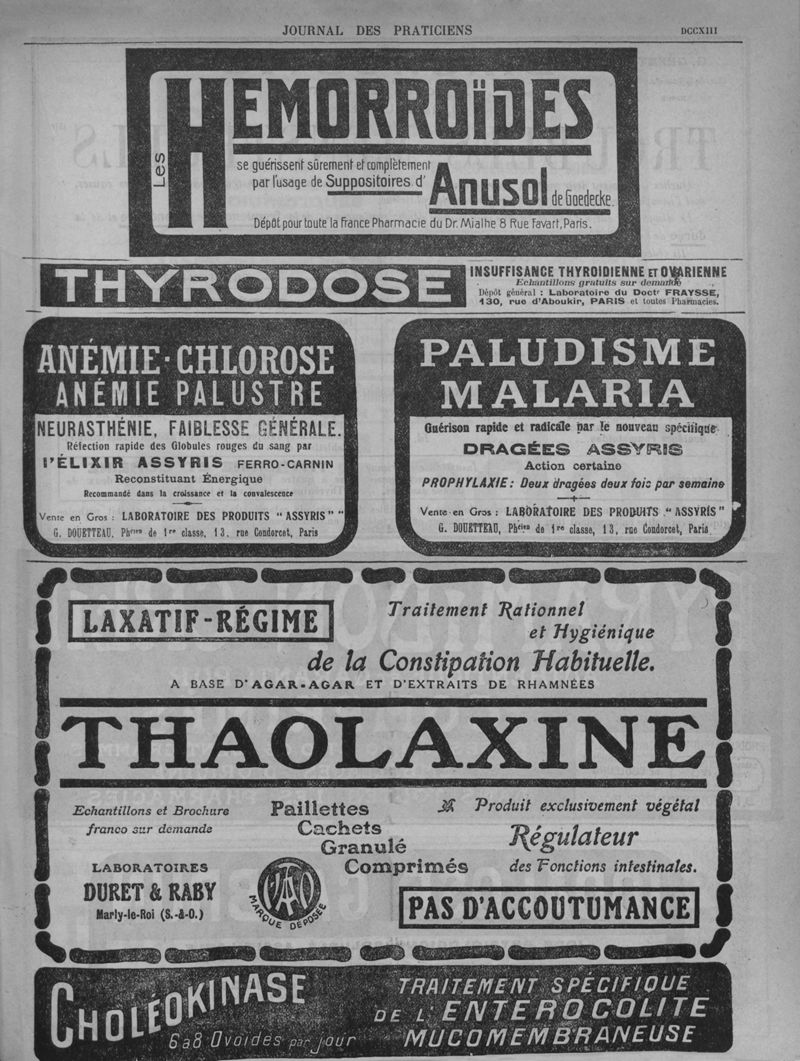 JOURNAL DES PRATICIENS
DCCXIII
Les HEMORROÏDES
se guérissent sûrement et complètement
par l'usage de Suppositoires d' Anusol de Goedecke.
Dépôt pour toute la France Pharmacie du Dr. Mialhe 8 Rue Favart, Paris.
THYRODOSE
INSUFFISANCE THYROIDIENNE ET OVARIENNE
Echantillons gratuits sur demande
Dépôt général : Laboratoire du Doctr FRAYSSE,
130, rue d'Aboukir, PARIS et toutes Pharmacies.
ANÉMIE-CHLOROSE
ANÉMIE PALUSTRE
NEURASTHÉNIE, FAIBLESSE GÉNÉRALE.
Réfection rapide des Globules rouges du sang par
l'ÉLIXIR ASSYRIS FERRO-CARNIN
Reconstituant Énergique
Recommandé dans la croissance et la convalescence
Vente en Gros : LABORATOIRE DES PRODUITS "ASSYRIS"
G. DOUETTEAU, Phcien de 1re classe, 13, rue Condorcet, Paris
PALUDISME
MALARIA
Guérison rapide et radicale par le nouveau spécifique
DRAGÉES ASSYRIS
Action certaine
PROPHYLAXIE : Deux dragées deux fois par semaine
Vente en Gros : LABORATOIRE DES PRODUITS "ASSYRIS"
G. DOUETTEAU, Phcien de 1re classe, 13, rue Condorcet, Paris
LAXATIF-RÉGIME
Traitement Rationnel
et Hygiénique
de la Constipation Habituelle.
A BASE D'AGAR-AGAR ET D'EXTRAITS DE RHAMNÉES
THAOLAXINE
Echantillons et Brochure
franco sur demande
LABORATOIRES
DURET & RABY
Marly-le-Roi (S.-&-O.)
Paillettes
Cachets
Granulé
Comprimés
MARQUE DÉPOSÉE
Produit exclusivement végétal
Régulateur
des Fonctions intestinales.
PAS D'ACCOUTUMANCE
CHOLÉOKINASE
6 à 8 Ovoïdes par jour
TRAITEMENT SPÉCIFIQUE
DE L'ENTEROCOLITE
MUCOMEMBRANEUSE